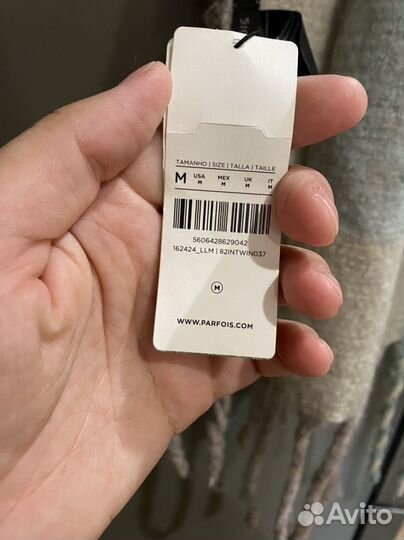 TAMANHO | SIZE | TALLA | TAILLE
M USA M MEX M UK M IT M
5606428629042
162424_LLM | 82INTWIN037
M
WWW.PARFOIS.COM
Avito